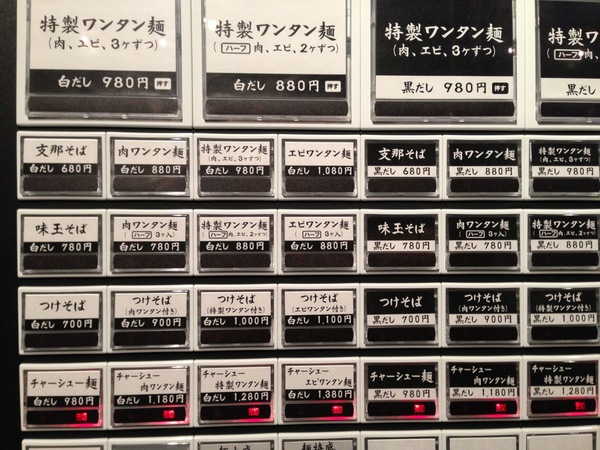 特製ワンタン麺
(肉、エビ、3ヶずつ)
白だし 980円 押す
特製ワンタン麺
(ハーフ 肉、エビ、2ヶずつ)
白だし 880円 押す
特製ワンタン麺
(肉、エビ、3ヶずつ)
黒だし 980円 押す
特製ワ
(ハーフ 肉、エ
黒だし
支那そば
白だし 680円
肉ワンタン麺
白だし 880円
特製ワンタン麺
(肉、エビ、3ヶずつ)
白だし 980円
エビワンタン麺
白だし 1,080円
支那そば
黒だし 680円
肉ワンタン麺
黒だし 880円
特製ワンタン麺
(肉、エビ、3ヶずつ)
黒だし 980円
味玉そば
白だし 780円
肉ワンタン麺
(ハーフ 3ヶ入)
白だし 780円
特製ワンタン麺
(ハーフ 肉、エビ、2ヶずつ)
白だし 880円
エビワンタン麺
(ハーフ 3ヶ入)
白だし 880円
味玉そば
黒だし 780円
肉ワンタン麺
(ハーフ 3ヶ入)
黒だし 780円
特製ワンタン麺
(ハーフ 肉、エビ、2ヶずつ)
黒だし 880円
つけそば
白だし 700円
つけそば
(肉ワンタン付き)
白だし 900円
つけそば
(特製ワンタン付き)
白だし 1,000円
つけそば
(エビワンタン付き)
白だし 1,100円
つけそば
黒だし 700円
つけそば
(肉ワンタン付き)
黒だし 900円
つけそば
(特製ワンタン付き)
黒だし 1,000円
チャーシュー麺
白だし 980円
チャーシュー
肉ワンタン麺
白だし 1,180円
チャーシュー
特製ワンタン麺
白だし 1,280円
チャーシュー
エビワンタン麺
白だし 1,380円
チャーシュー麺
黒だし 980円
チャーシュー
肉ワンタン麺
黒だし 1,180円
チャーシュー
特製ワンタン麺
黒だし 1,280円